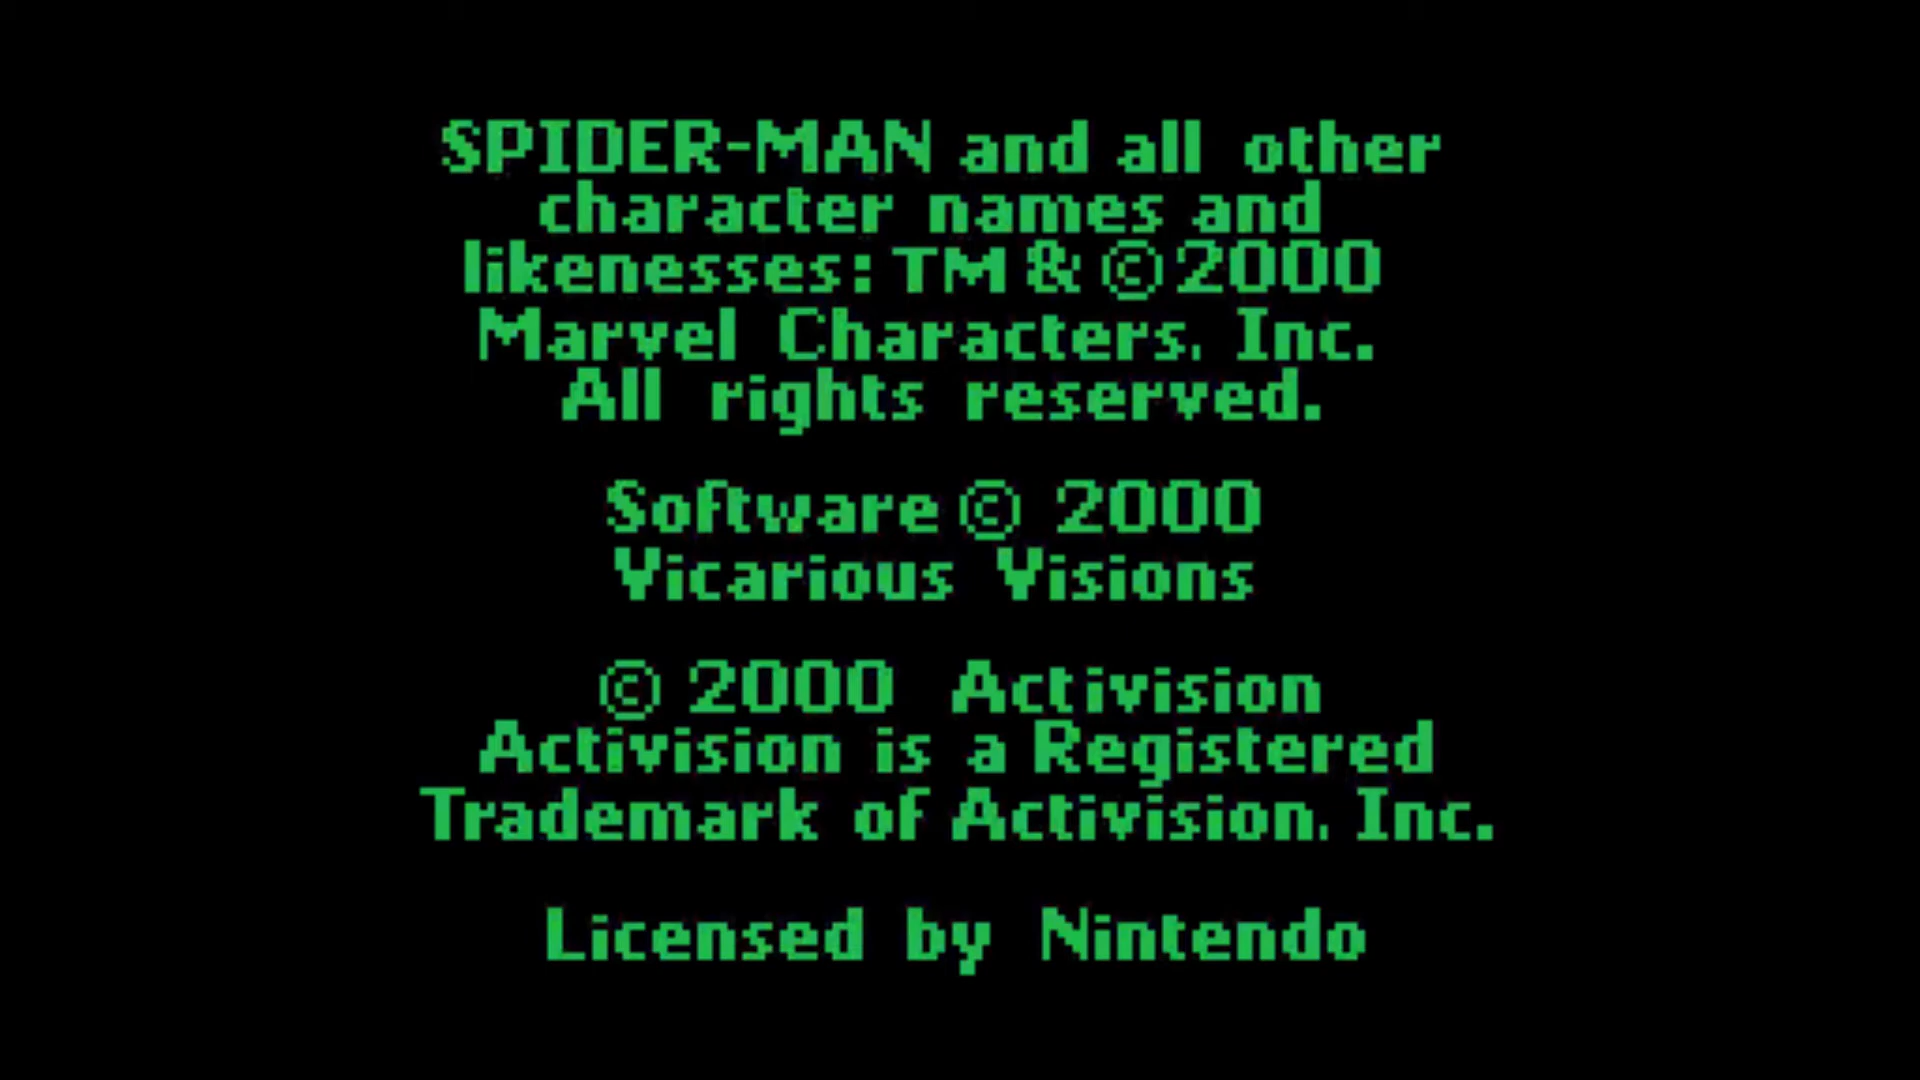 SPIDER-MAN and all other
character names and
likenesses: TM & © 2000
Marvel Characters, Inc.
All rights reserved.
Software © 2000
Vicarious Visions
© 2000 Activision
Activision is a Registered
Trademark of Activision, Inc.
Licensed by Nintendo